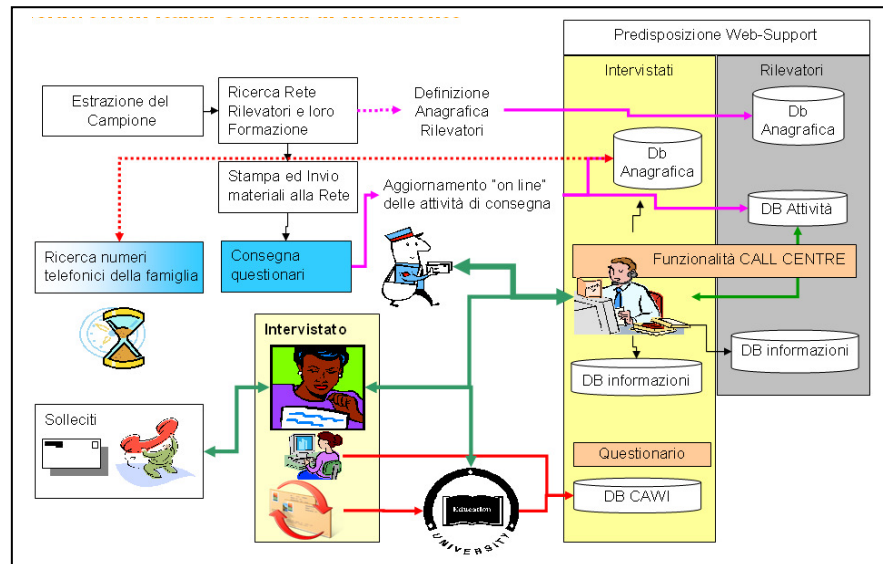 Predisposizione Web-Support
Intervistati
Rilevatori
Estrazione del
Campione
Ricerca Rete
Rilevatori e loro
Formazione
Definizione
Anagrafica
Rilevatori
Db
Anagrafica
Db
Anagrafica
Stampa ed Invio
materiali alla Rete
Aggiornamento "on line"
delle attività di consegna
DB Attività
Ricerca numeri
telefonici della famiglia
Consegna
questionari
Funzionalità CALL CENTRE
Intervistato
DB informazioni
DB informazioni
Solleciti
Questionario
DB CAWI
Education
UNIVERSITY